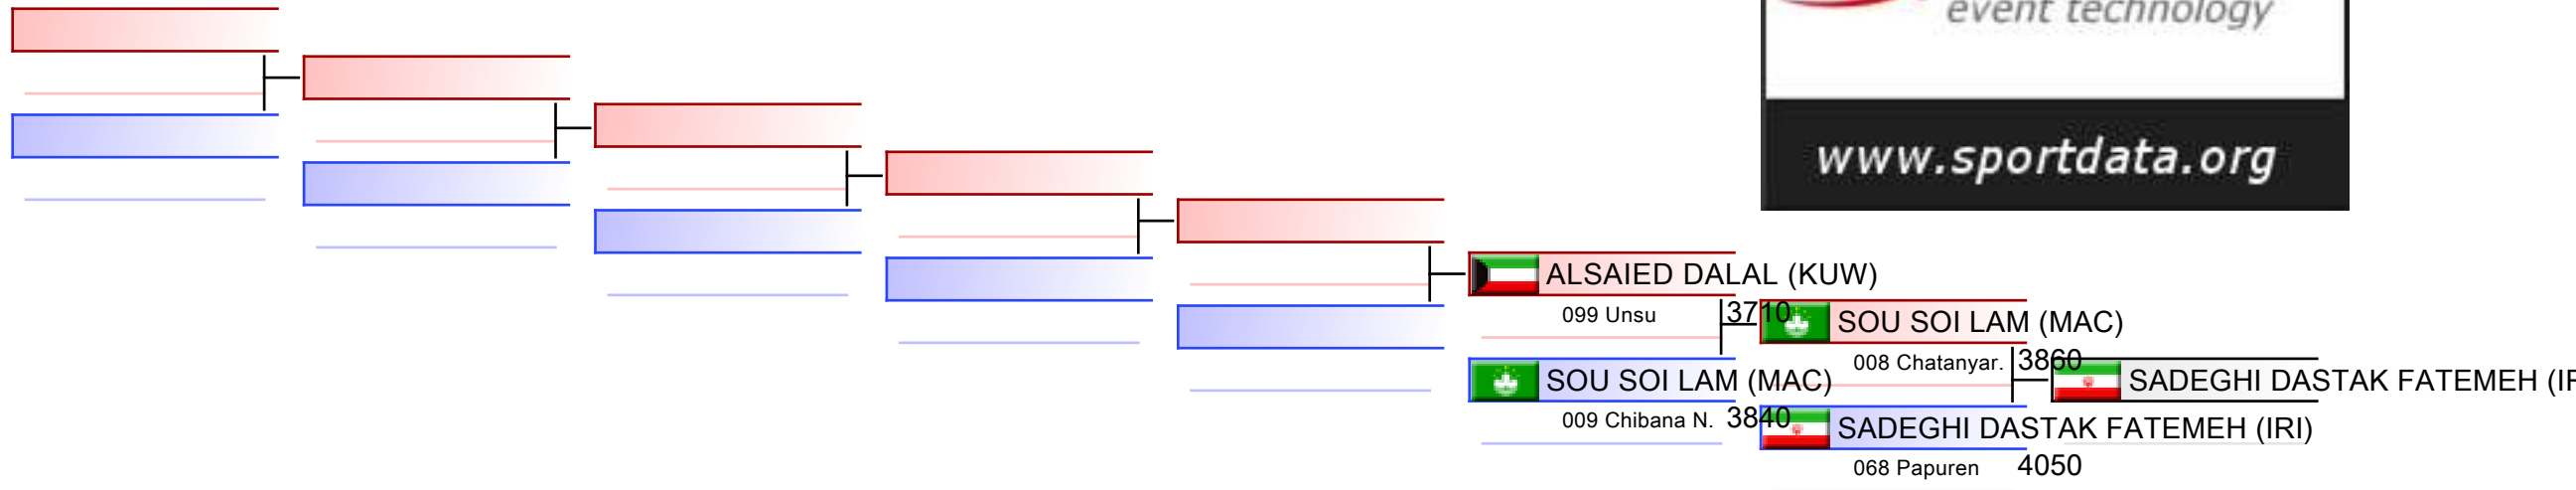 event technology
www.sportdata.org
ALSAIED DALAL (KUW)
099 Unsu 3710
SOU SOI LAM (MAC)
009 Chibana N. 3840
SOU SOI LAM (MAC)
008 Chatanyar. 3860
SADEGHI DASTAK FATEMEH (IRI)
068 Papuren 4050
SADEGHI DASTAK FATEMEH (IR